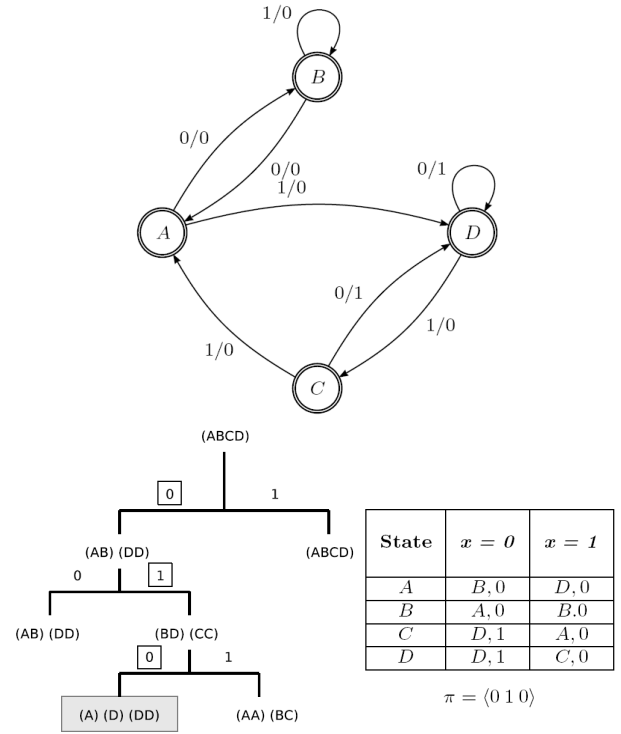 1/0
B
0/0
0/0
1/0
0/1
A
D
0/1
1/0
1/0
C
(ABCD)
0 1
(AB) (DD) (ABCD)
0 1
(AB) (DD) (BD) (CC)
0 1
(A) (D) (DD) (AA) (BC)
State x = 0 x = 1
A B, 0 D, 0
B A, 0 B.0
C D, 1 A, 0
D D, 1 C, 0
π = ⟨0 1 0⟩